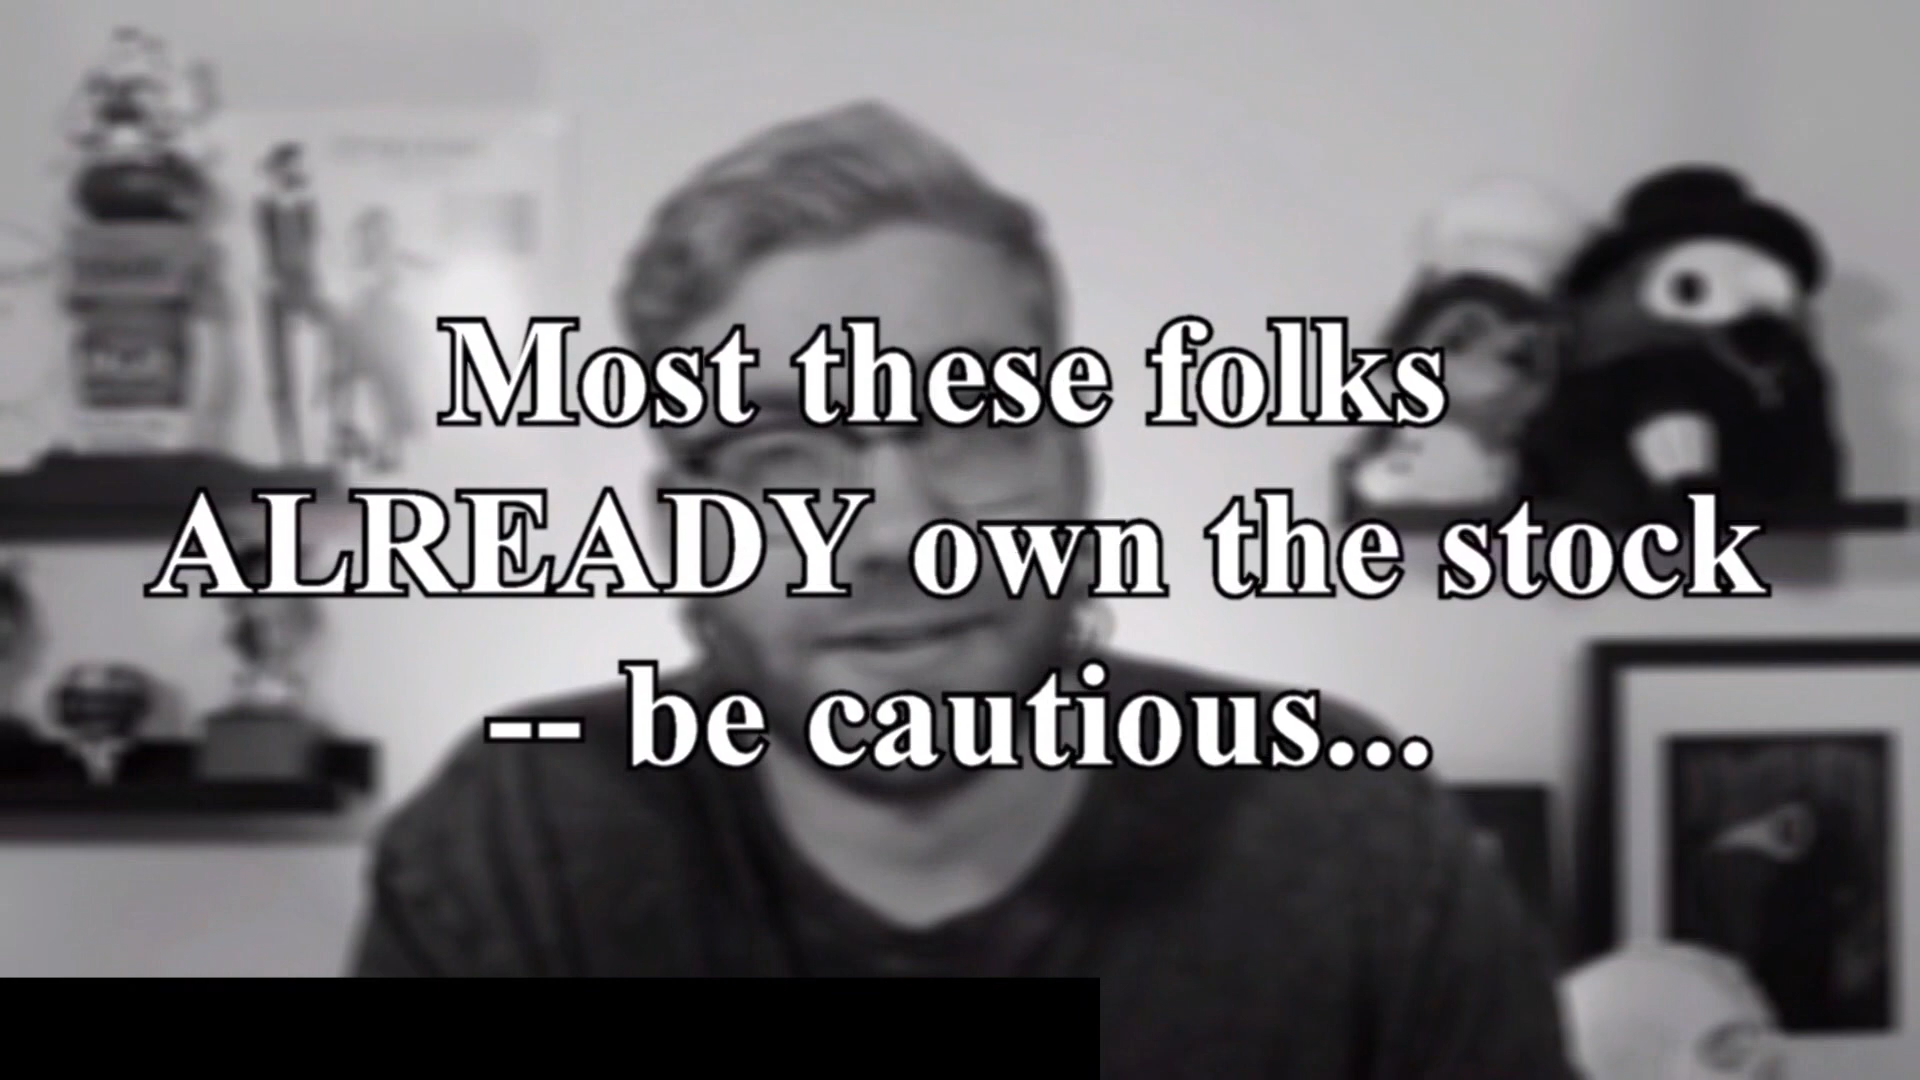 Most these folks
ALREADY own the stock
-- be cautious...